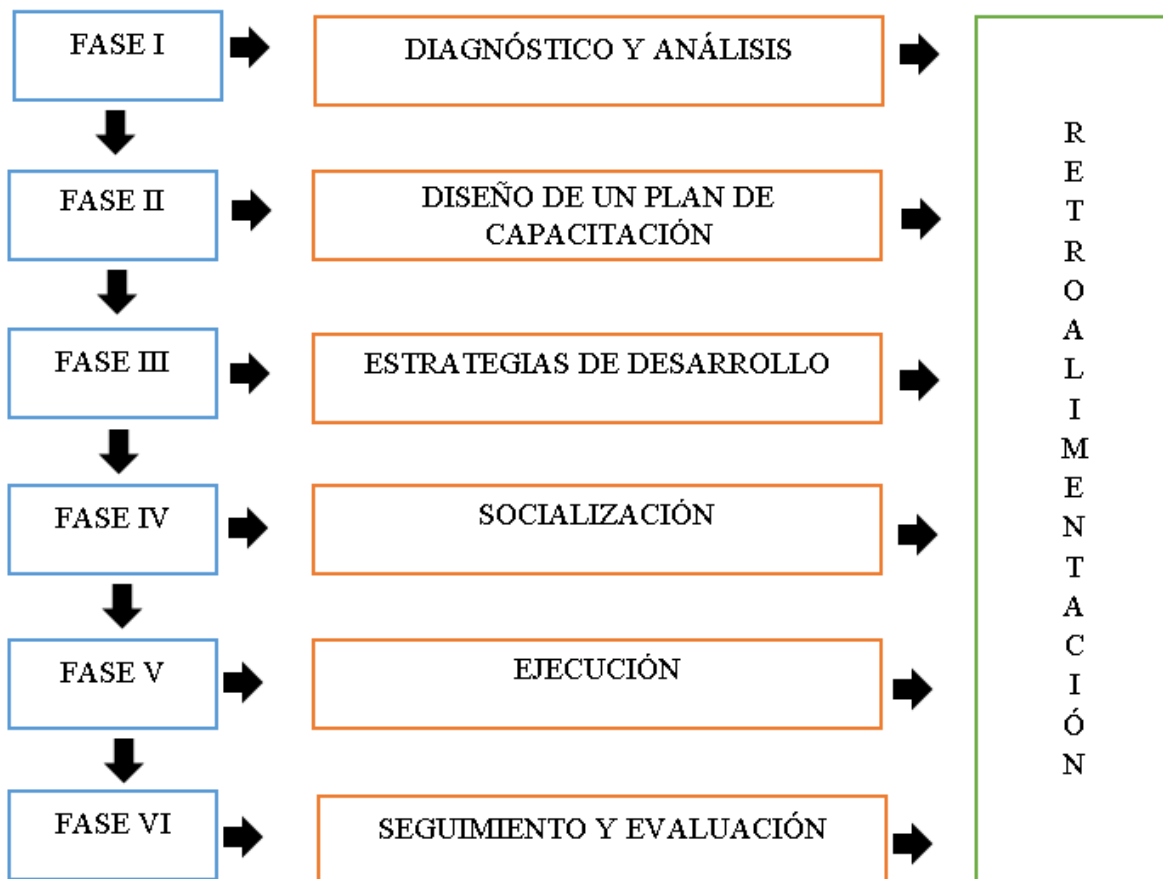 FASE I
DIAGNÓSTICO Y ANÁLISIS
FASE II
DISEÑO DE UN PLAN DE
CAPACITACIÓN
FASE III
ESTRATEGIAS DE DESARROLLO
FASE IV
SOCIALIZACIÓN
FASE V
EJECUCIÓN
FASE VI
SEGUIMIENTO Y EVALUACIÓN
RETROALIMENTACIÓN